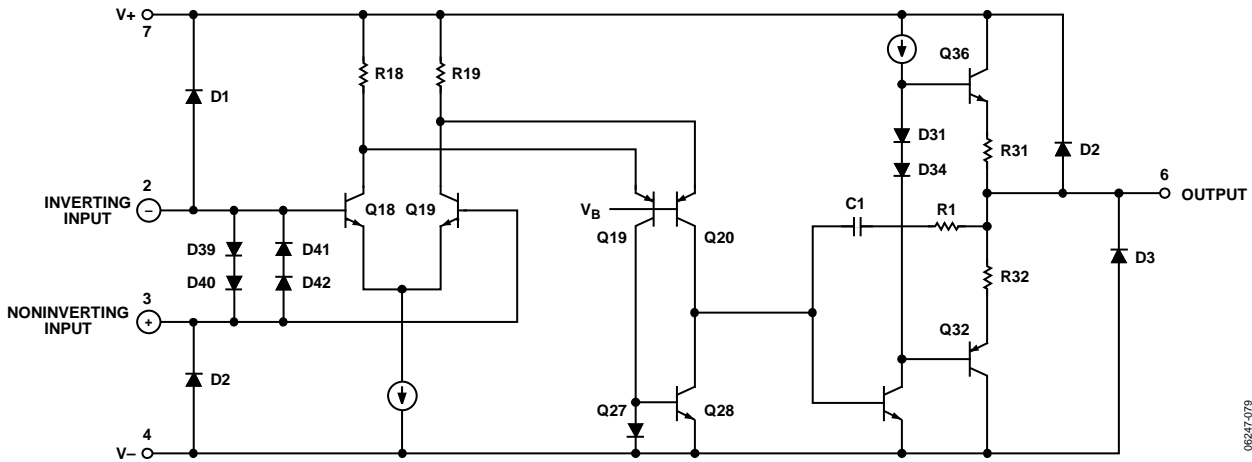 V+
7
Q36
R18
R19
D1
D31
R31
D2
D34
2
6
INVERTING
INPUT
−
OUTPUT
Q18
Q19
VB
C1
R1
Q19
Q20
D39
D41
D3
D40
D42
R32
3
NONINVERTING
INPUT
+
Q32
D2
Q27
Q28
4
V−
06247-079